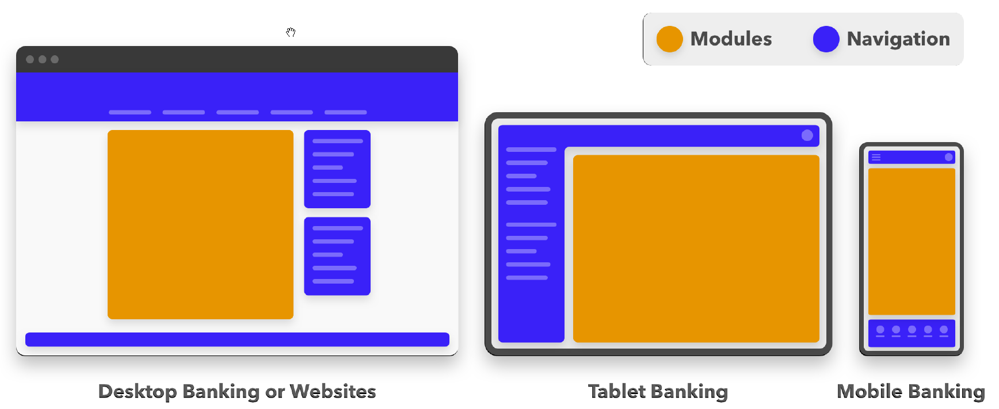 Modules
Navigation
Desktop Banking or Websites
Tablet Banking
Mobile Banking